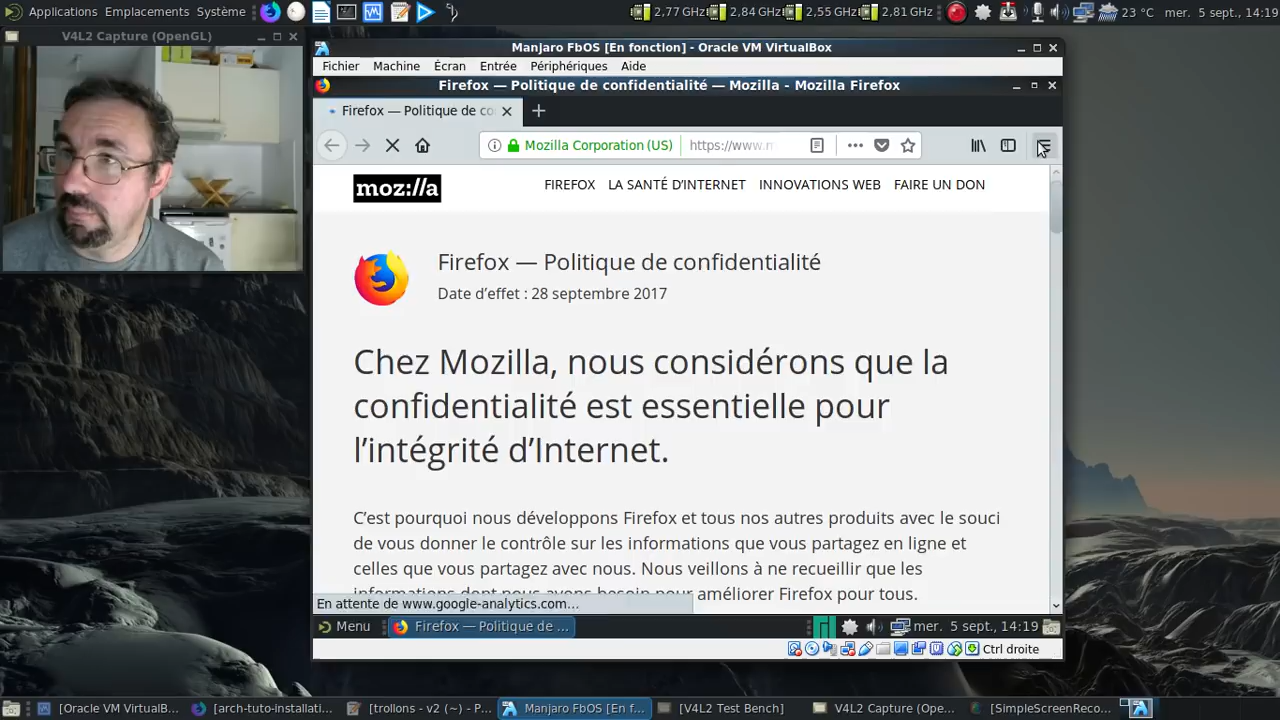 Applications Emplacements Système 2,77 GHz 2,84 GHz 2,55 GHz 2,81 GHz 23 °C mer. 5 sept., 14:19
V4L2 Capture (OpenGL)
Manjaro FbOS [En fonction] - Oracle VM VirtualBox
Fichier Machine Écran Entrée Périphériques Aide
Firefox — Politique de confidentialité — Mozilla - Mozilla Firefox
Firefox — Politique de co
Mozilla Corporation (US) https://www.m
moz://a FIREFOX LA SANTÉ D'INTERNET INNOVATIONS WEB FAIRE UN DON
Firefox — Politique de confidentialité
Date d'effet : 28 septembre 2017
Chez Mozilla, nous considérons que la
confidentialité est essentielle pour
l'intégrité d'Internet.
C'est pourquoi nous développons Firefox et tous nos autres produits avec le souci
de vous donner le contrôle sur les informations que vous partagez en ligne et
celles que vous partagez avec nous. Nous veillons à ne recueillir que les
informations dont nous avons besoin pour améliorer Firefox pour tous.
En attente de www.google-analytics.com...
Menu Firefox — Politique de ... mer. 5 sept., 14:19
Ctrl droite
[Oracle VM VirtualB... [arch-tuto-installati... [trollons - v2 (~) - P... Manjaro FbOS [En f... [V4L2 Test Bench] V4L2 Capture (Ope... [SimpleScreenReco...